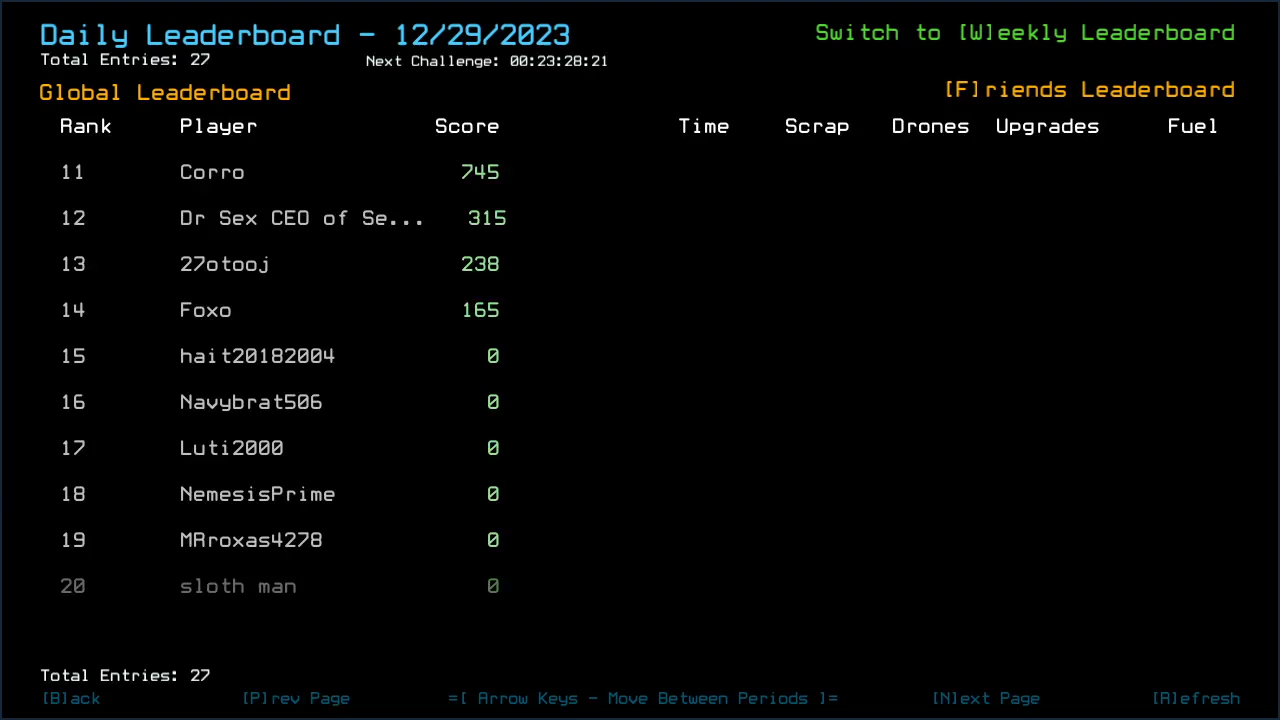 Daily Leaderboard - 12/29/2023 Switch to [W]eekly Leaderboard
Total Entries: 27 Next Challenge: 00:23:28:21
Global Leaderboard [F]riends Leaderboard
Rank Player Score Time Scrap Drones Upgrades Fuel
11 Corro 745
12 Dr Sex CEO of Se... 315
13 27otooj 238
14 Foxo 165
15 hait20182004 0
16 Navybrat506 0
17 Luti2000 0
18 NemesisPrime 0
19 MRroxas4278 0
20 sloth man 0
Total Entries: 27
[B]ack [P]rev Page =[ Arrow Keys - Move Between Periods ]= [N]ext Page [R]efresh